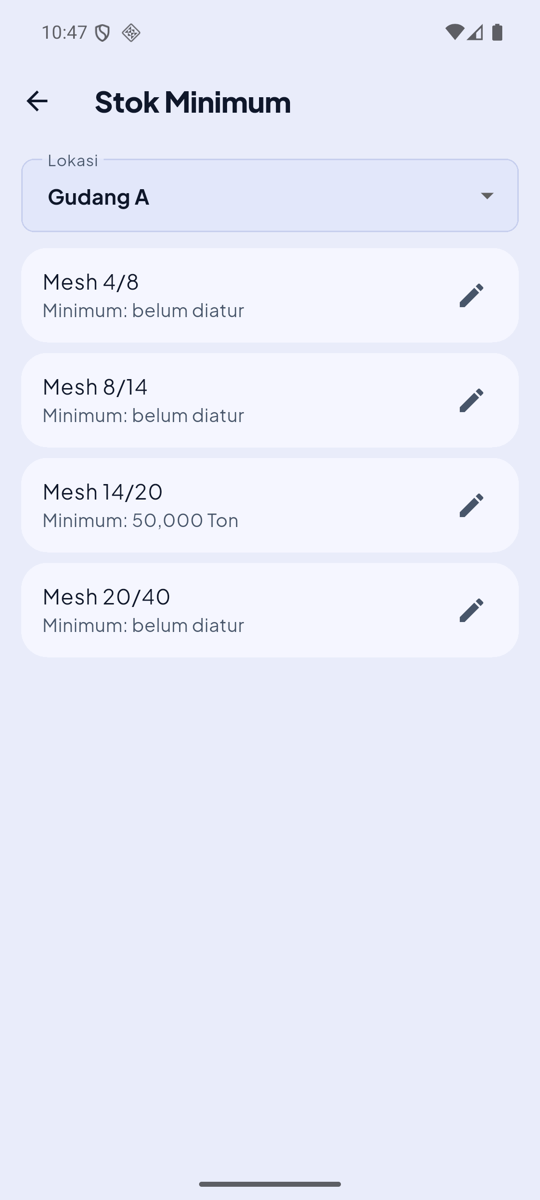 10:47
Stok Minimum
Lokasi
Gudang A
Mesh 4/8
Minimum: belum diatur
Mesh 8/14
Minimum: belum diatur
Mesh 14/20
Minimum: 50,000 Ton
Mesh 20/40
Minimum: belum diatur